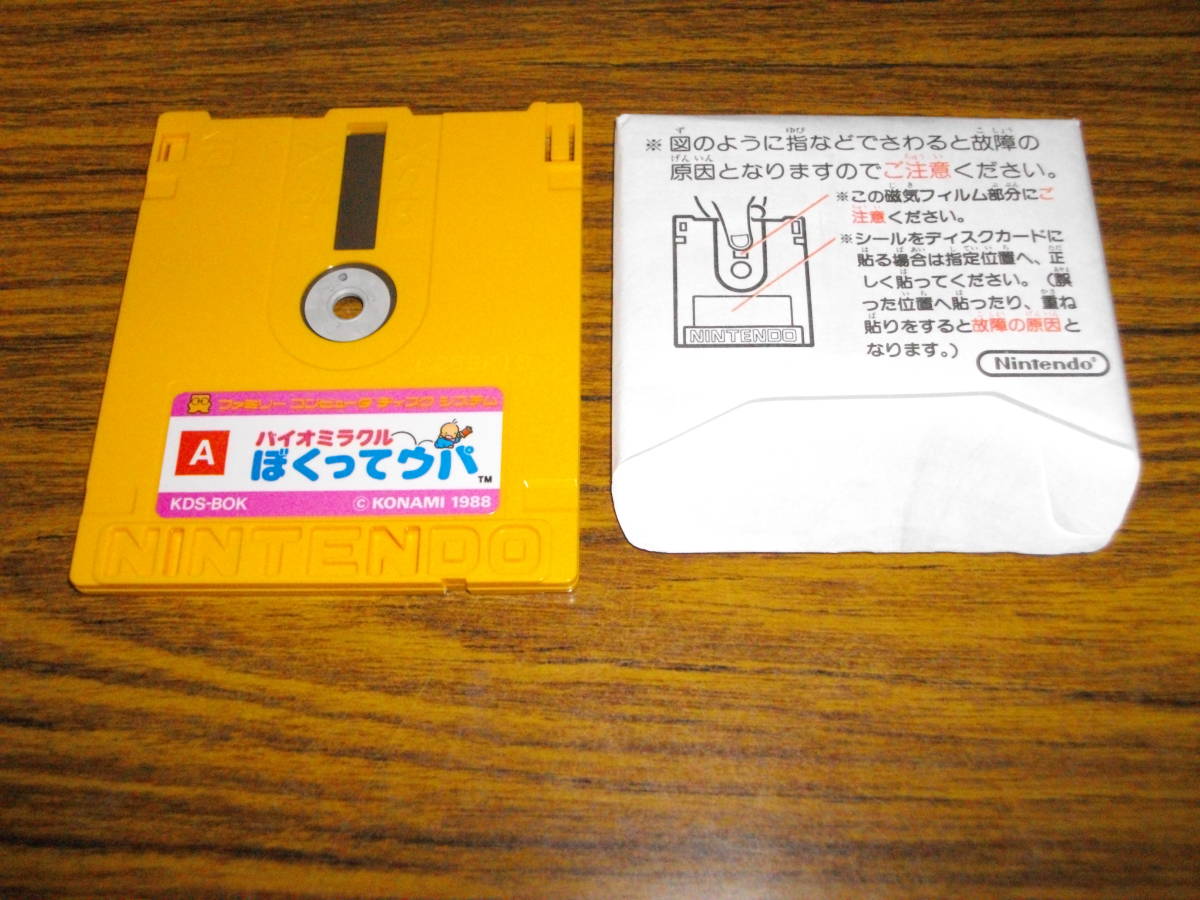 ファミリー コンピュータ ディスク システム
A
バイオミラクル
ぼくってウパ™
KDS-BOK
© KONAMI 1988
NINTENDO
※図のように指などでさわると故障の
原因となりますのでご注意ください。
※この磁気フィルム部分にご
注意ください。
※シールをディスクカードに
貼る場合は指定位置へ、正
しく貼ってください。(誤
った位置へ貼ったり、重ね
貼りをすると故障の原因と
なります。)
NINTENDO
Nintendo®